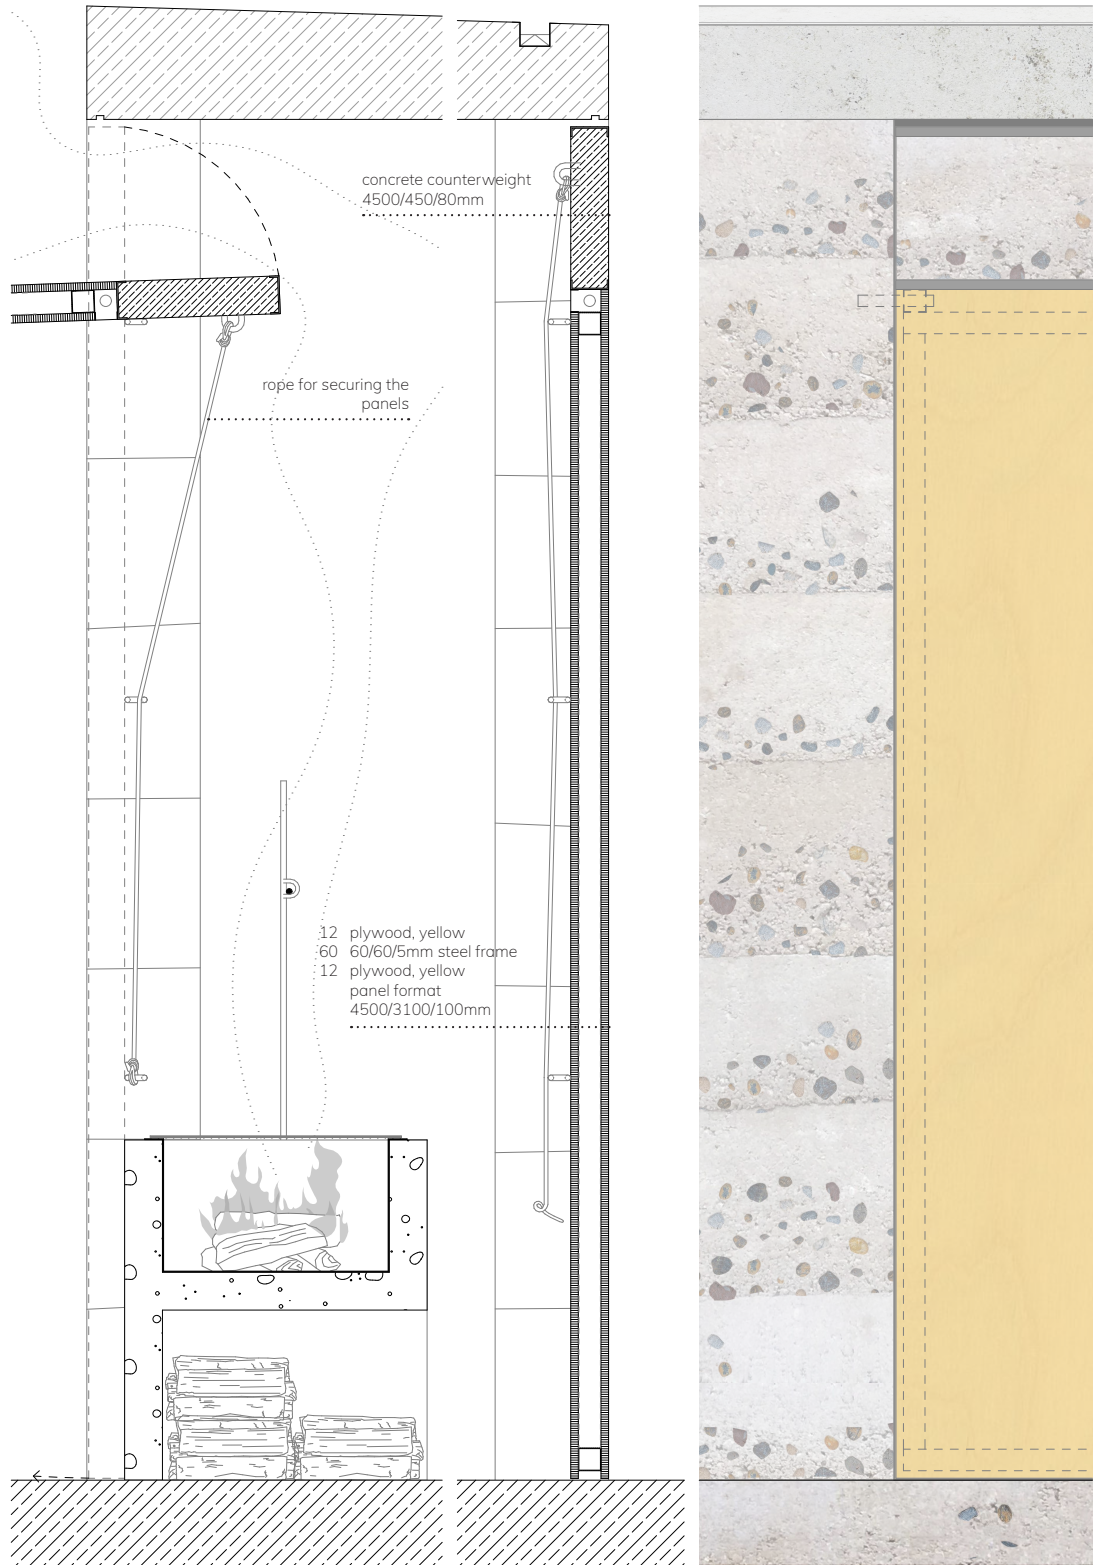 concrete counterweight
4500/450/80mm
rope for securing the
panels
12 plywood, yellow
60 60/60/5mm steel frame
12 plywood, yellow
panel format
4500/3100/100mm